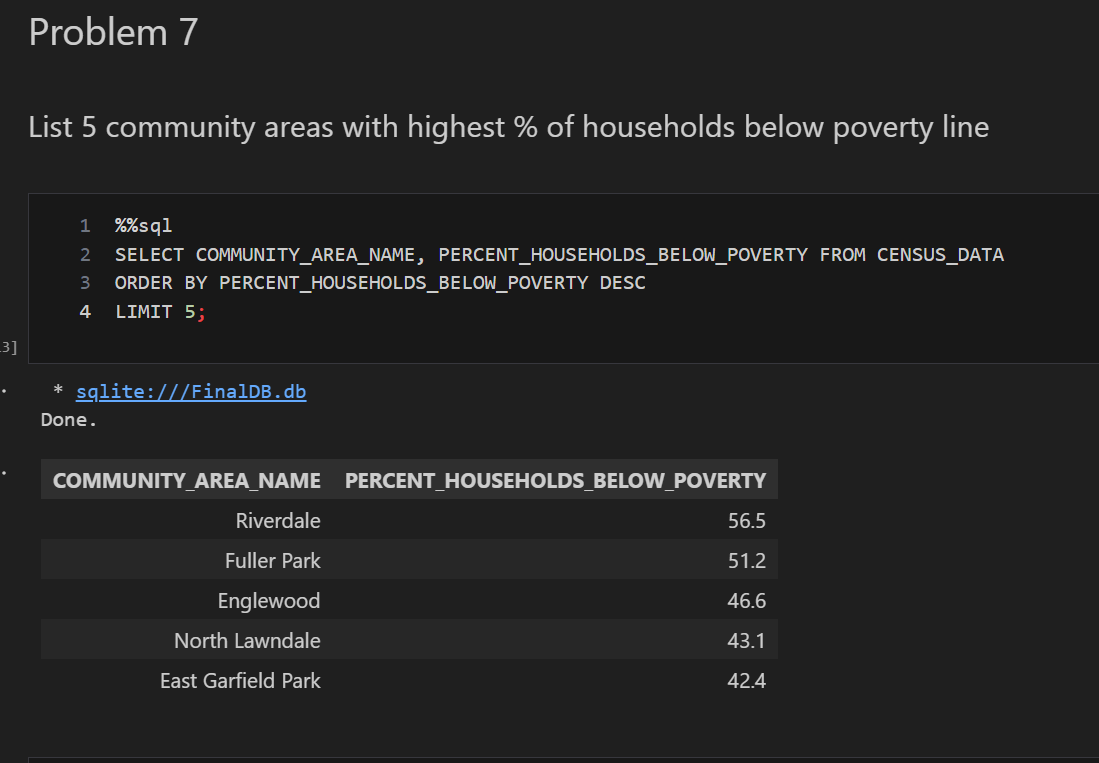 Problem 7
List 5 community areas with highest % of households below poverty line
1 %%sql
2 SELECT COMMUNITY_AREA_NAME, PERCENT_HOUSEHOLDS_BELOW_POVERTY FROM CENSUS_DATA
3 ORDER BY PERCENT_HOUSEHOLDS_BELOW_POVERTY DESC
4 LIMIT 5;
3]
* sqlite:///FinalDB.db
Done.
COMMUNITY_AREA_NAME PERCENT_HOUSEHOLDS_BELOW_POVERTY
Riverdale 56.5
Fuller Park 51.2
Englewood 46.6
North Lawndale 43.1
East Garfield Park 42.4